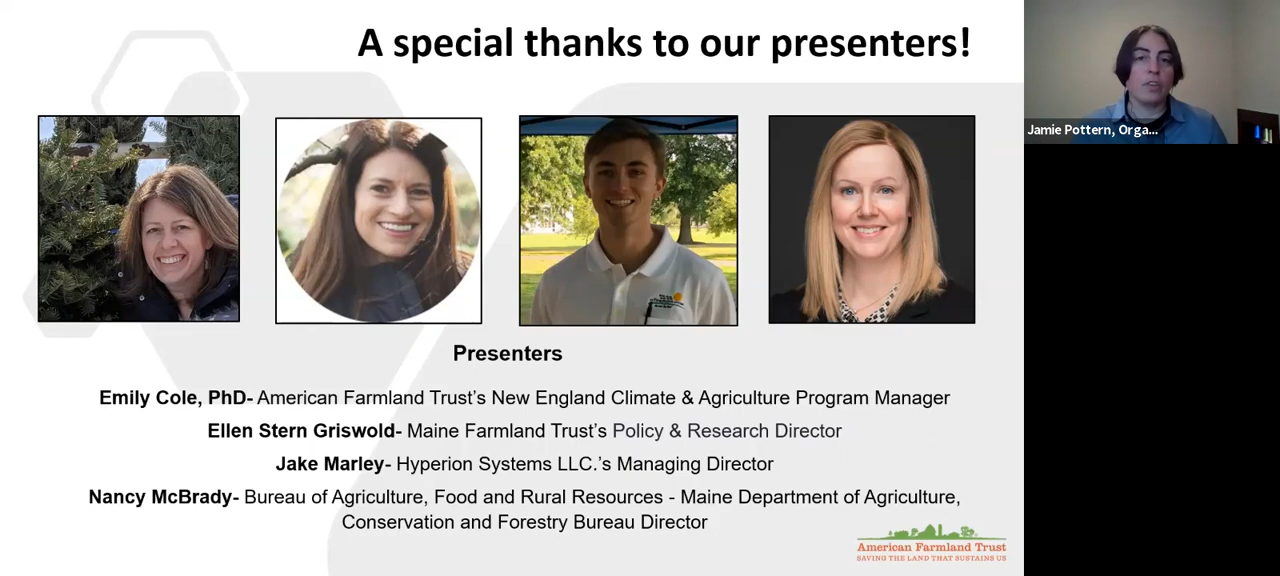 A special thanks to our presenters!
Jamie Pottern, Orga...
Presenters
Emily Cole, PhD- American Farmland Trust’s New England Climate & Agriculture Program Manager
Ellen Stern Griswold- Maine Farmland Trust’s Policy & Research Director
Jake Marley- Hyperion Systems LLC.’s Managing Director
Nancy McBrady- Bureau of Agriculture, Food and Rural Resources - Maine Department of Agriculture,
Conservation and Forestry Bureau Director
American Farmland Trust
SAVING THE LAND THAT SUSTAINS US